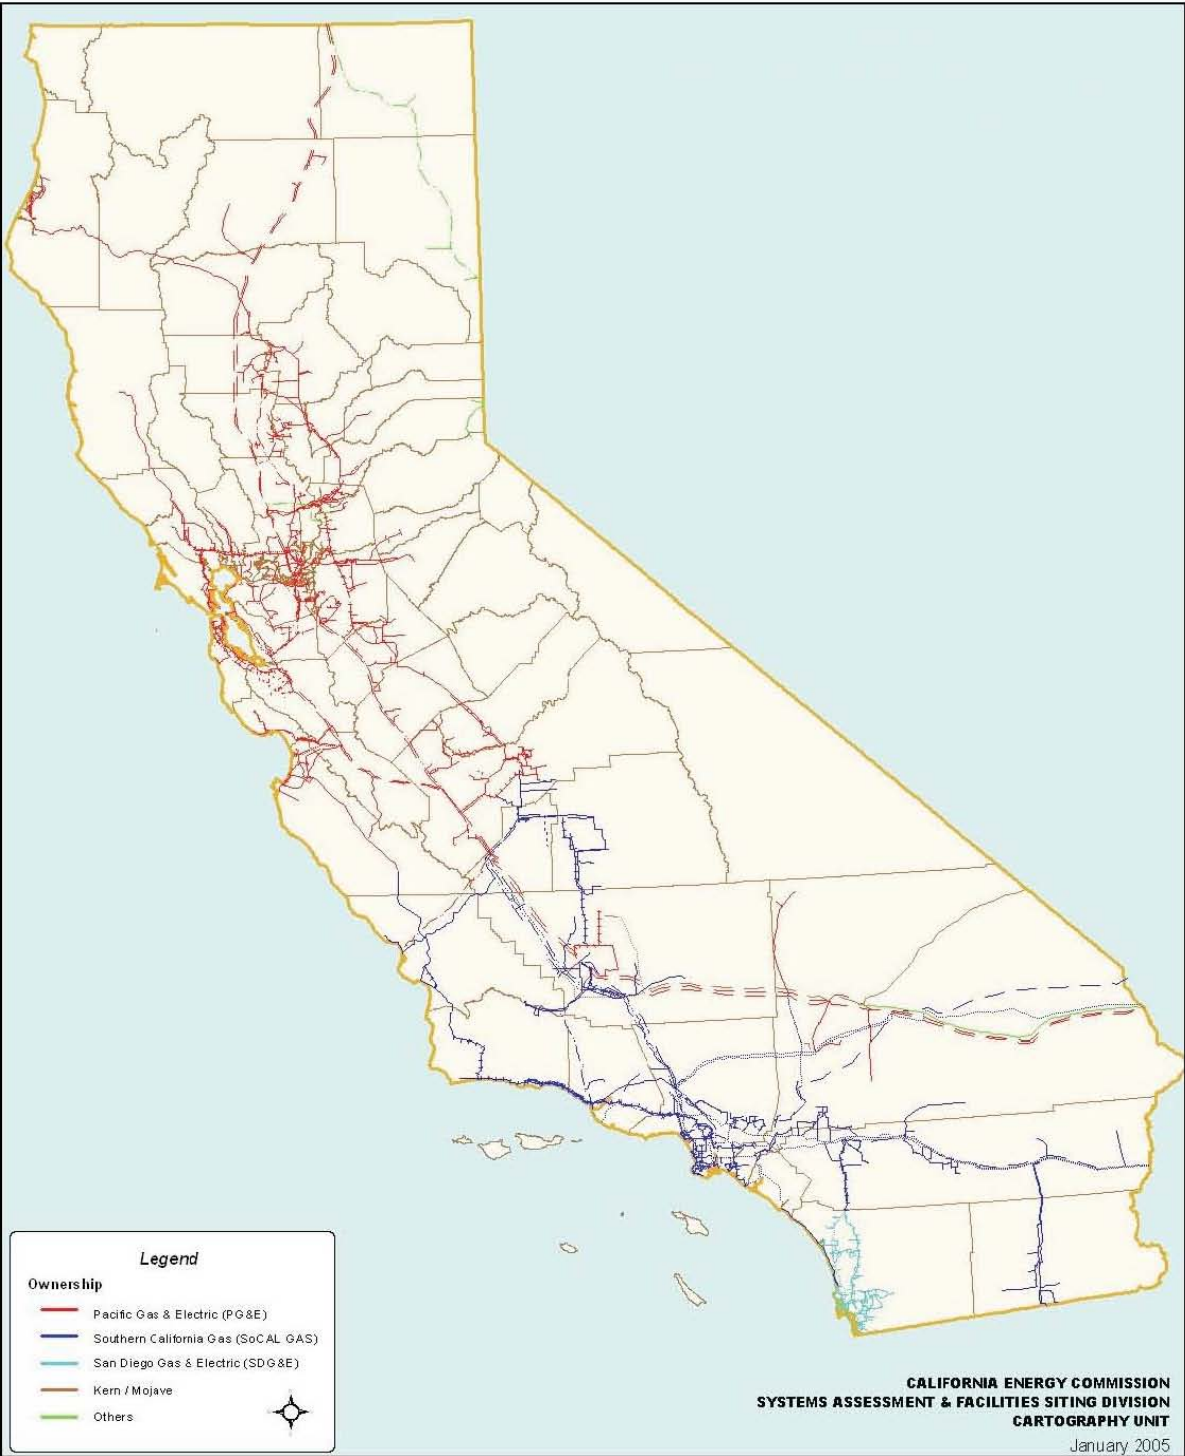 Legend
Ownership
Pacific Gas & Electric (PG&E)
Southern California Gas (SoCAL GAS)
San Diego Gas & Electric (SDG&E)
Kern / Mojave
Others
CALIFORNIA ENERGY COMMISSION
SYSTEMS ASSESSMENT & FACILITIES SITING DIVISION
CARTOGRAPHY UNIT
January 2005